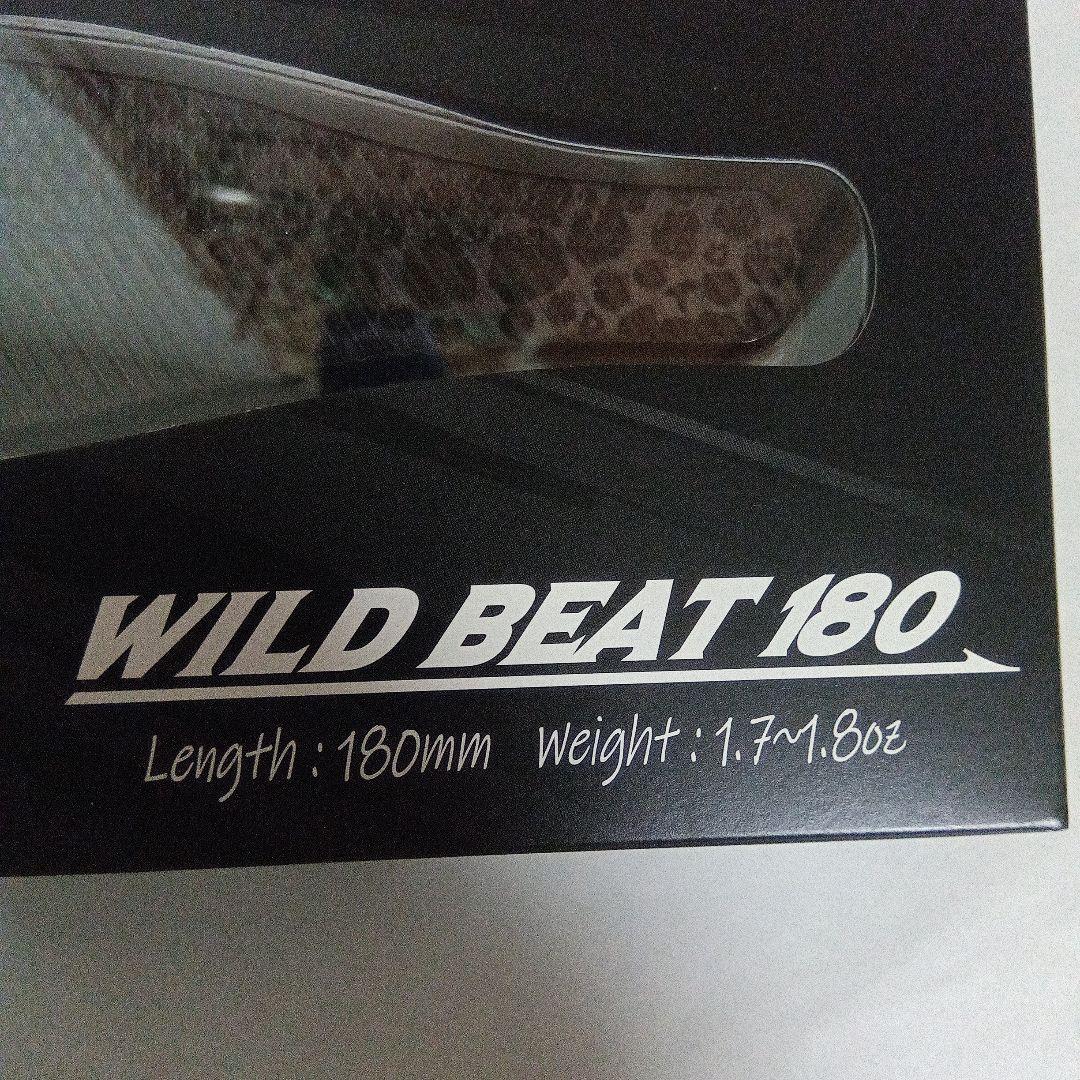 WILD BEAT 180
Length : 180mm Weight : 1.7~1.8oz